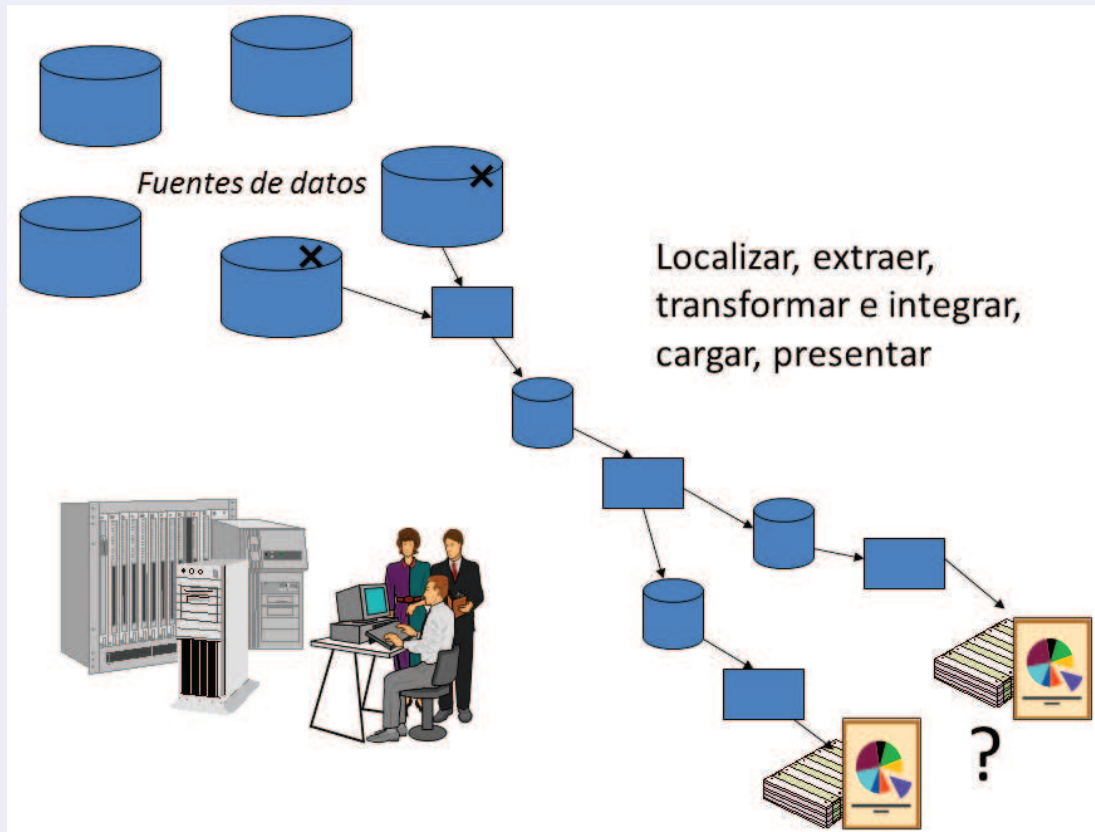 Fuentes de datos
Localizar, extraer,
transformar e integrar,
cargar, presentar
?